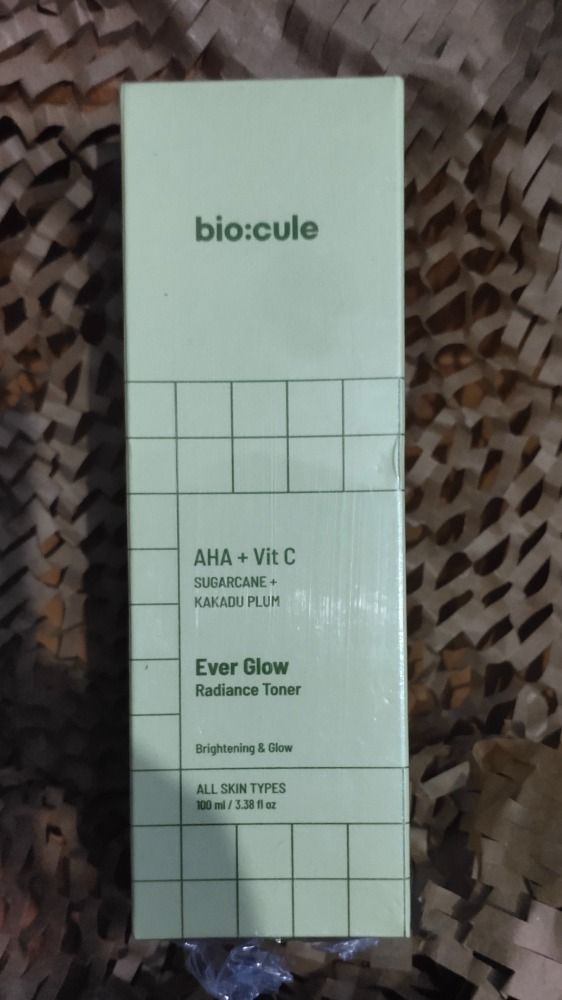 bio:cule
AHA + Vit C
SUGARCANE +
KAKADU PLUM
Ever Glow
Radiance Toner
Brightening & Glow
ALL SKIN TYPES
100 ml / 3.38 fl oz